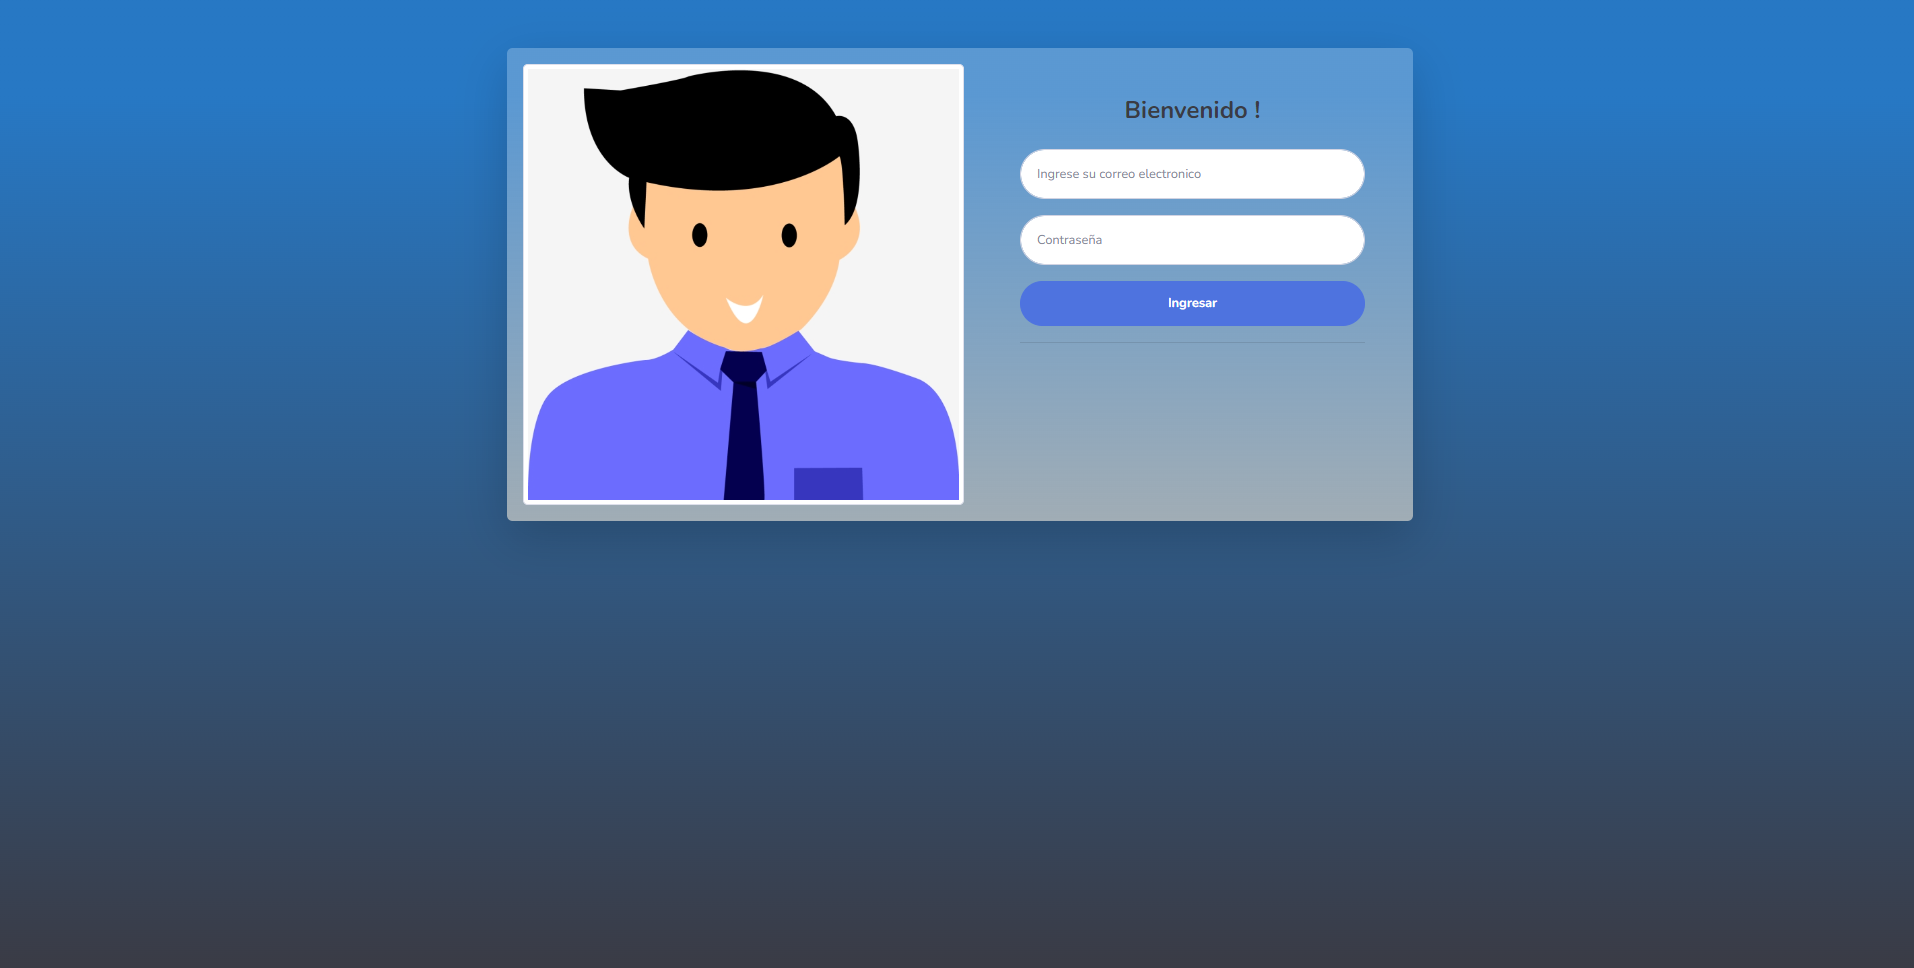 Bienvenido !
Ingrese su correo electronico
Contraseña
Ingresar